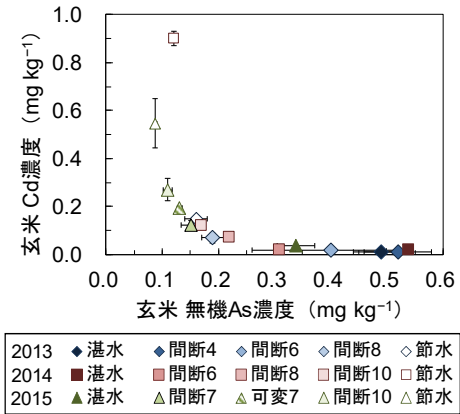 玄米 Cd濃度 (mg kg⁻¹)
1.0
0.8
0.6
0.4
0.2
0.0
0.0 0.1 0.2 0.3 0.4 0.5 0.6
玄米 無機As濃度 (mg kg⁻¹)
2013 湛水 間断4 間断6 間断8 節水
2014 湛水 間断6 間断8 間断10 節水
2015 湛水 間断7 可変7 間断10 節水